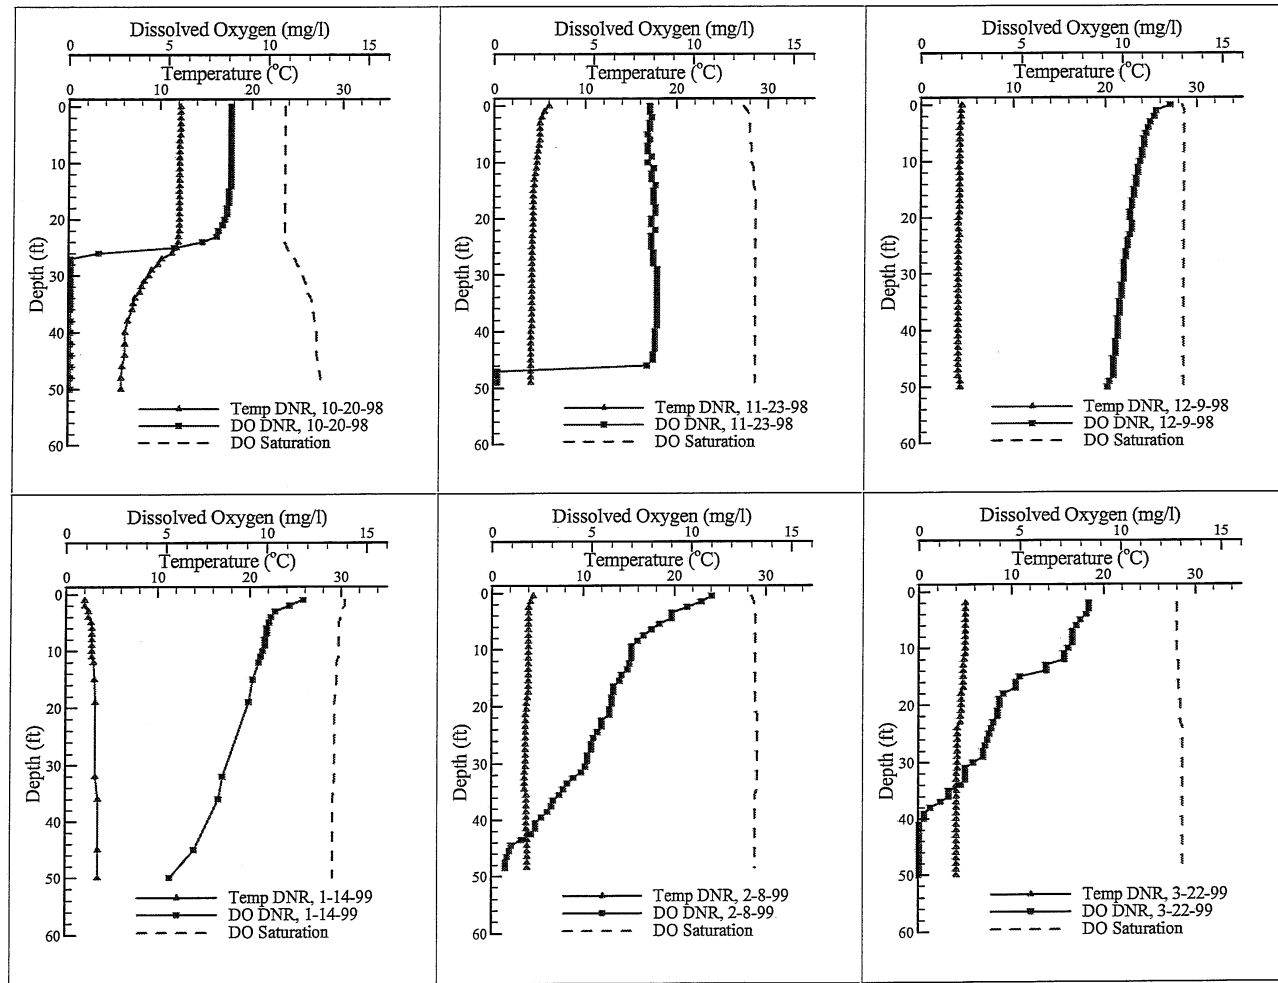 Dissolved Oxygen (mg/l)
0 5 10 15
Temperature (°C)
0 10 20 30
0
10
20
30
40
50
60
Depth (ft)
Temp DNR, 10-20-98
DO DNR, 10-20-98
DO Saturation
Dissolved Oxygen (mg/l)
0 5 10 15
Temperature (°C)
0 10 20 30
0
10
20
30
40
50
60
Depth (ft)
Temp DNR, 11-23-98
DO DNR, 11-23-98
DO Saturation
Dissolved Oxygen (mg/l)
0 5 10 15
Temperature (°C)
0 10 20 30
0
10
20
30
40
50
60
Depth (ft)
Temp DNR, 12-9-98
DO DNR, 12-9-98
DO Saturation
Dissolved Oxygen (mg/l)
0 5 10 15
Temperature (°C)
0 10 20 30
0
10
20
30
40
50
60
Depth (ft)
Temp DNR, 1-14-99
DO DNR, 1-14-99
DO Saturation
Dissolved Oxygen (mg/l)
0 5 10 15
Temperature (°C)
0 10 20 30
0
10
20
30
40
50
60
Depth (ft)
Temp DNR, 2-8-99
DO DNR, 2-8-99
DO Saturation
Dissolved Oxygen (mg/l)
0 5 10 15
Temperature (°C)
0 10 20 30
0
10
20
30
40
50
60
Depth (ft)
Temp DNR, 3-22-99
DO DNR, 3-22-99
DO Saturation